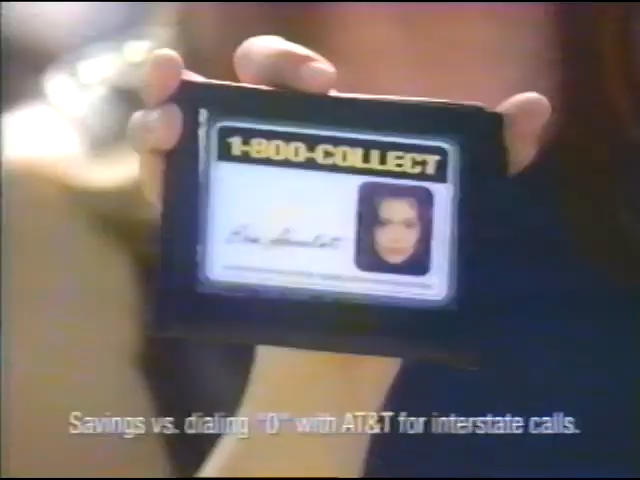 1-800-COLLECT
Savings vs. dialing "0" with AT&T for interstate calls.